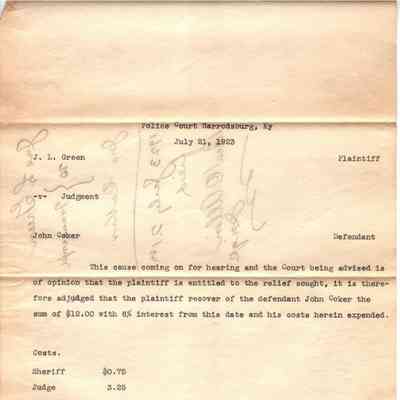 Police Court Harrodsburg, Ky
July 21, 1923
J. L. Green Plaintiff
-v- Judgment
John Coker Defendant
This cause coming on for hearing and the Court being advised is
of opinion that the plaintiff is entitled to the relief sought, it is there-
fore adjudged that the plaintiff recover of the defendant John Coker the
sum of $12.00 with 6% interest from this date and his costs herein expended.
Costs.
Sheriff $0.75
Judge 3.25